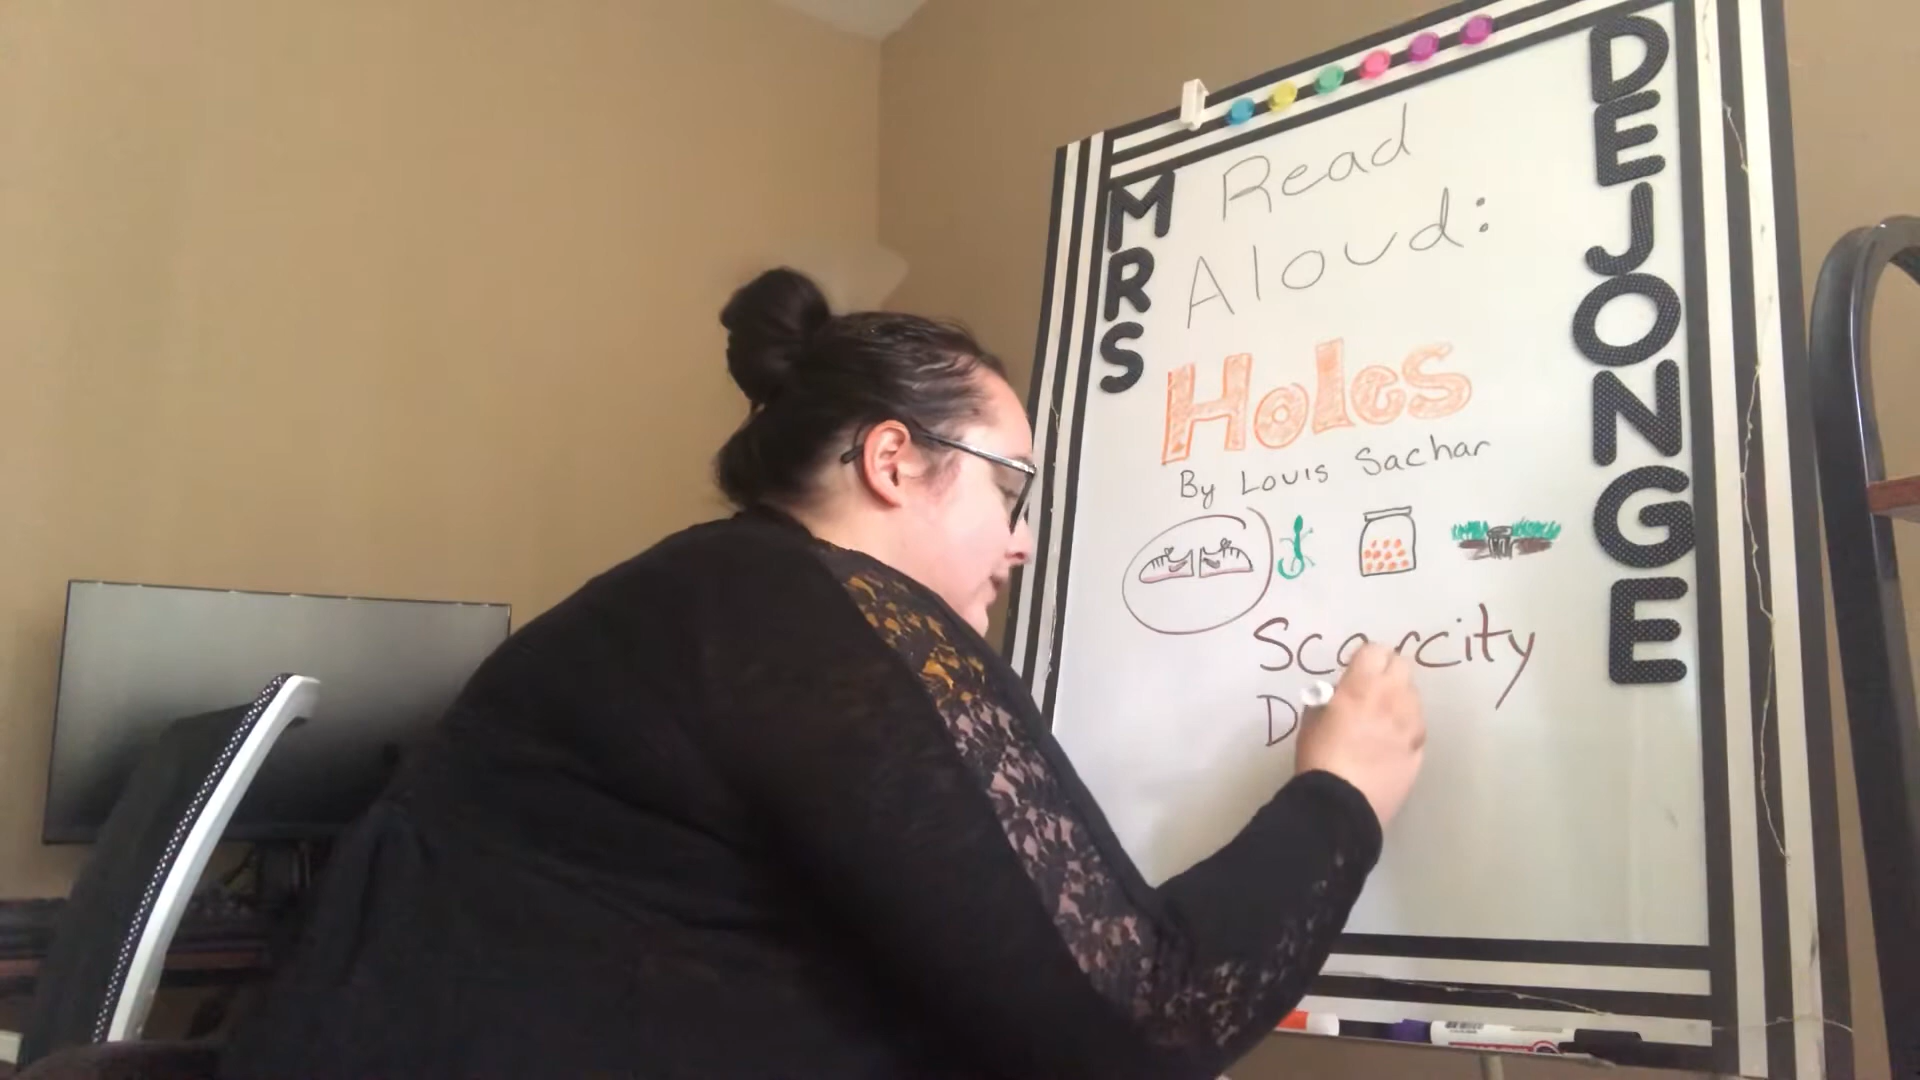 MRS
DEJONGE
Read
Aloud:
Holes
By Louis Sachar
Scarcity
D